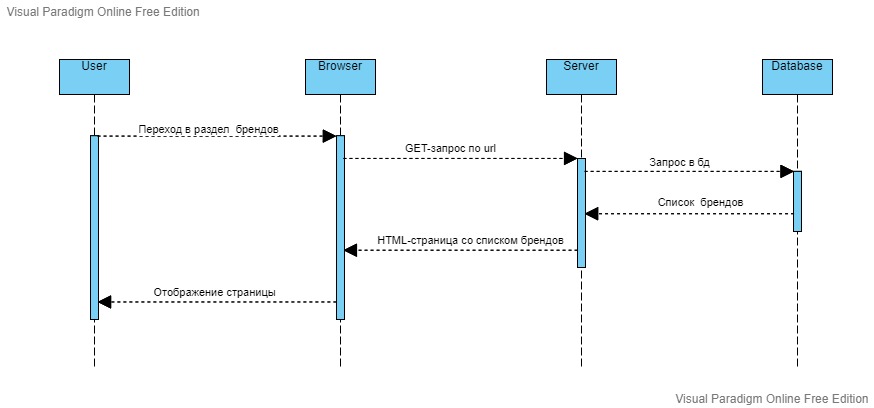 Visual Paradigm Online Free Edition
User
Browser
Server
Database
Переход в раздел брендов
GET-запрос по url
Запрос в бд
Список брендов
HTML-страница со списком брендов
Отображение страницы
Visual Paradigm Online Free Edition